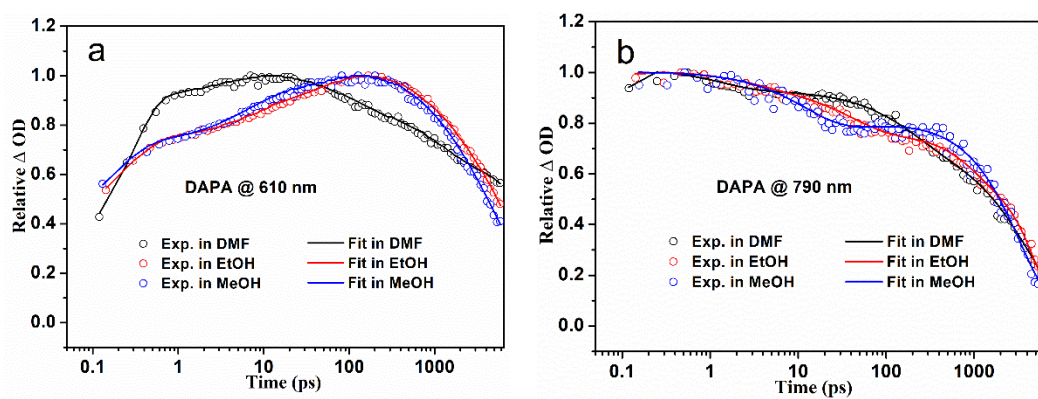 a
1.2
1.0
0.8
0.6
0.4
0.2
0.0
Relative Δ OD
DAPA @ 610 nm
Exp. in DMF
Fit in DMF
Exp. in EtOH
Fit in EtOH
Exp. in MeOH
Fit in MeOH
0.1
1
10
100
1000
Time (ps)
b
1.2
1.0
0.8
0.6
0.4
0.2
0.0
Relative Δ OD
DAPA @ 790 nm
Exp. in DMF
Fit in DMF
Exp. in EtOH
Fit in EtOH
Exp. in MeOH
Fit in MeOH
0.1
1
10
100
1000
Time (ps)